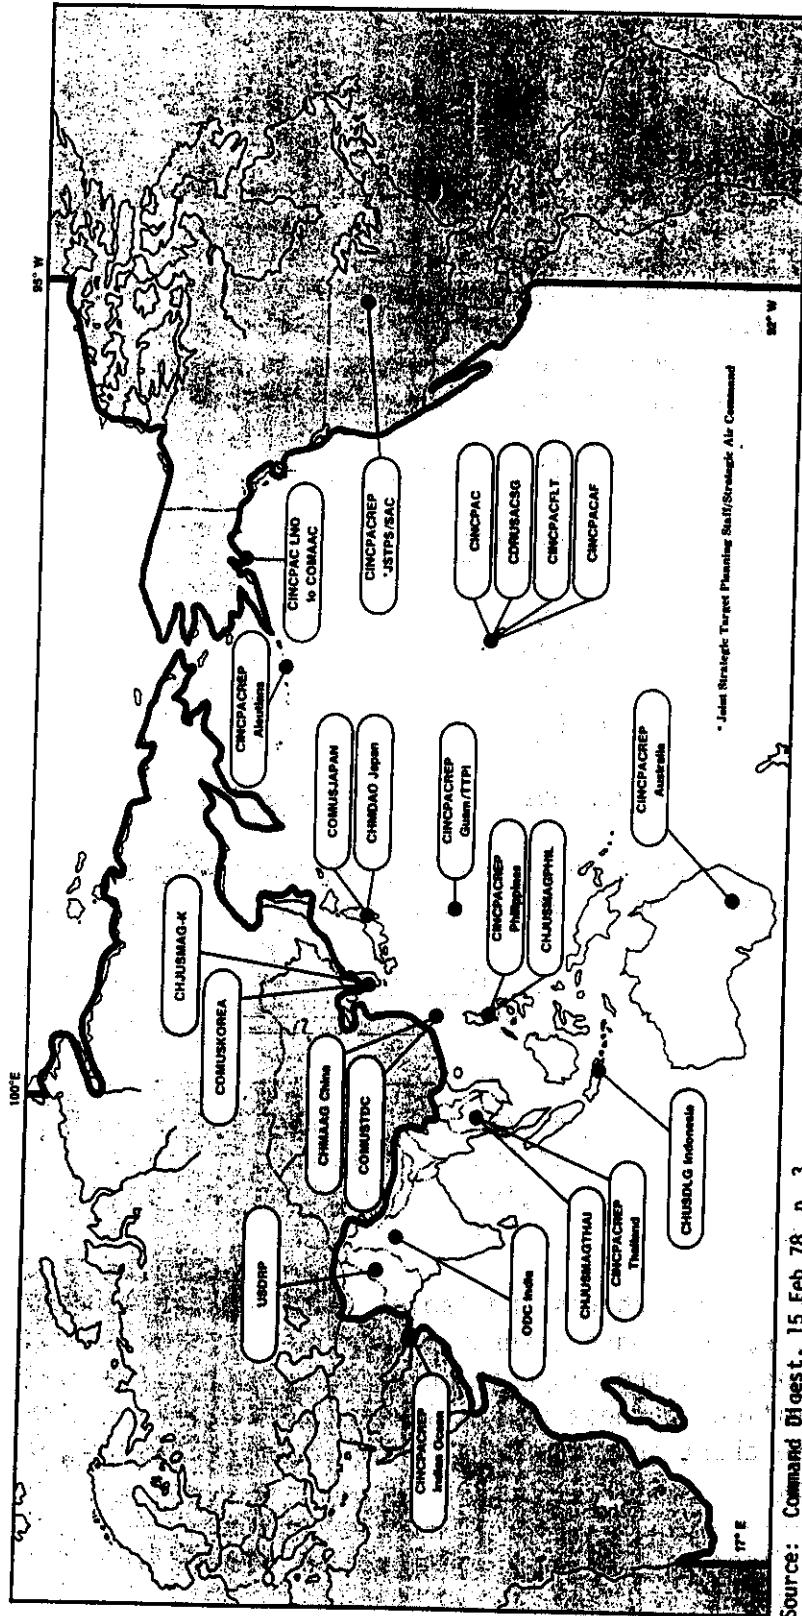 100°E
95° W
CHJUSMAG-K
COMUSKOREA
CINCPACREP
Aleutians
CINCPAC LNO
to COMAAC
USDRP
CHMAAG China
COMUSTDC
COMUSJAPAN
CHMDAO Japan
CINCPACREP
*JSTPS/SAC
CINCPACREP
Indian Ocean
ODC India
CINCPACREP
Guam/TTPI
CINCPAC
CDRUSACSG
CINCPACFLT
CINCPACAF
CINCPACREP
Philippines
CHJUSMAGPHIL
CHJUSMAGTHAI
CINCPACREP
Thailand
CHUSDLG Indonesia
CINCPACREP
Australia
* Joint Strategic Target Planning Staff/Strategic Air Command
17° E
92° W
Source: Command Digest, 15 Feb 78, p. 3